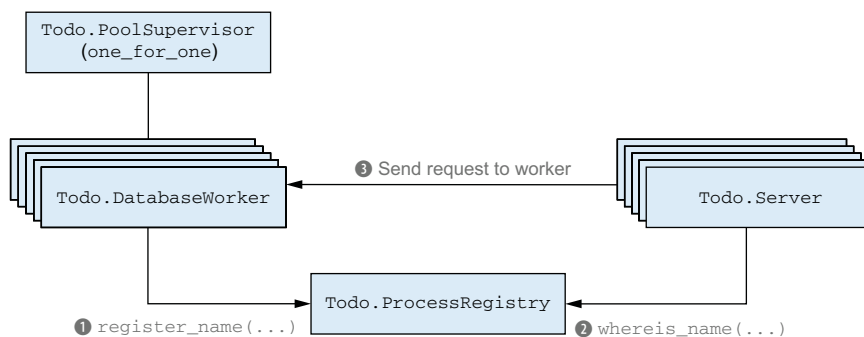 Todo.PoolSupervisor
(one_for_one)
❸ Send request to worker
Todo.DatabaseWorker
Todo.Server
Todo.ProcessRegistry
❶ register_name(...)
❷ whereis_name(...)